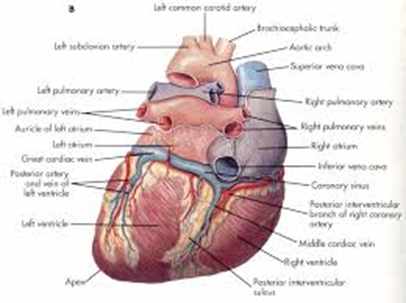 B
Left common carotid artery
Brachiocephalic trunk
Left subclavian artery
Aortic arch
Superior vena cava
Left pulmonary artery
Right pulmonary artery
Left pulmonary veins
Right pulmonary veins
Auricle of left atrium
Left atrium
Right atrium
Great cardiac vein
Inferior vena cava
Posterior artery
and vein of
left ventricle
Coronary sinus
Posterior interventricular
branch of right coronary
artery
Left ventricle
Middle cardiac vein
Right ventricle
Apex
Posterior interventricular
sulcus